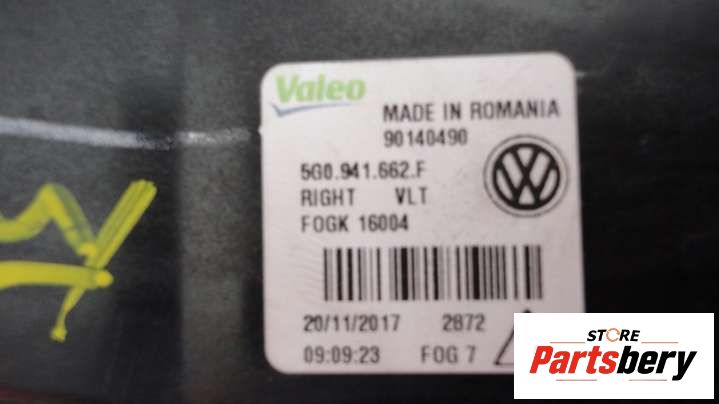 Valeo
MADE IN ROMANIA
90140490
5G0.941.662.F
RIGHT VLT
FOGK 16004
20/11/2017 2872
09:09:23 FOG 7
STORE
Partsbery